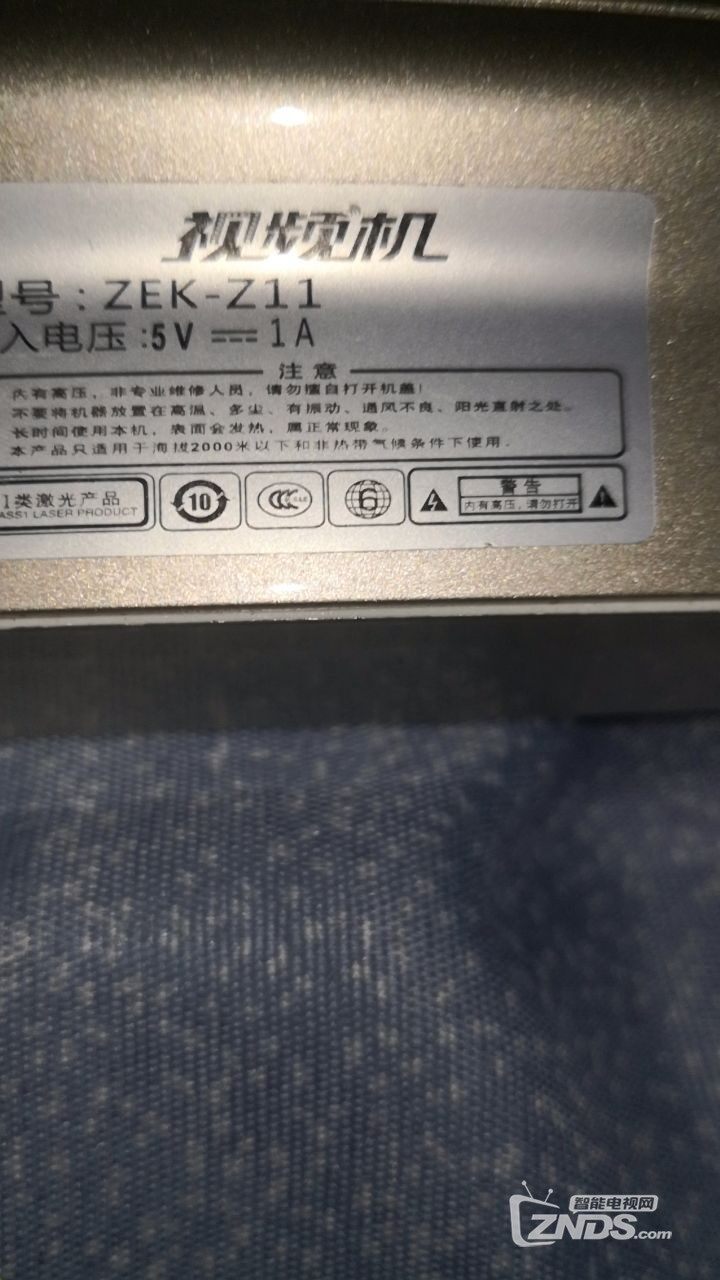 视频®机
型号：ZEK-Z11
入电压:5V 1A
注意
内有高压，非专业维修人员，请勿擅自打开机盖！
不要将机器放置在高温、多尘、有振动、通风不良、阳光直射之处。
长时间使用本机，表面会发热，属正常现象。
本产品只适用于海拔2000米以下和非热带气候条件下使用.
1类激光产品
ASS1 LASER PRODUCT
10
6
警告
内有高压，请勿打开
智能电视网
ZNDS.com